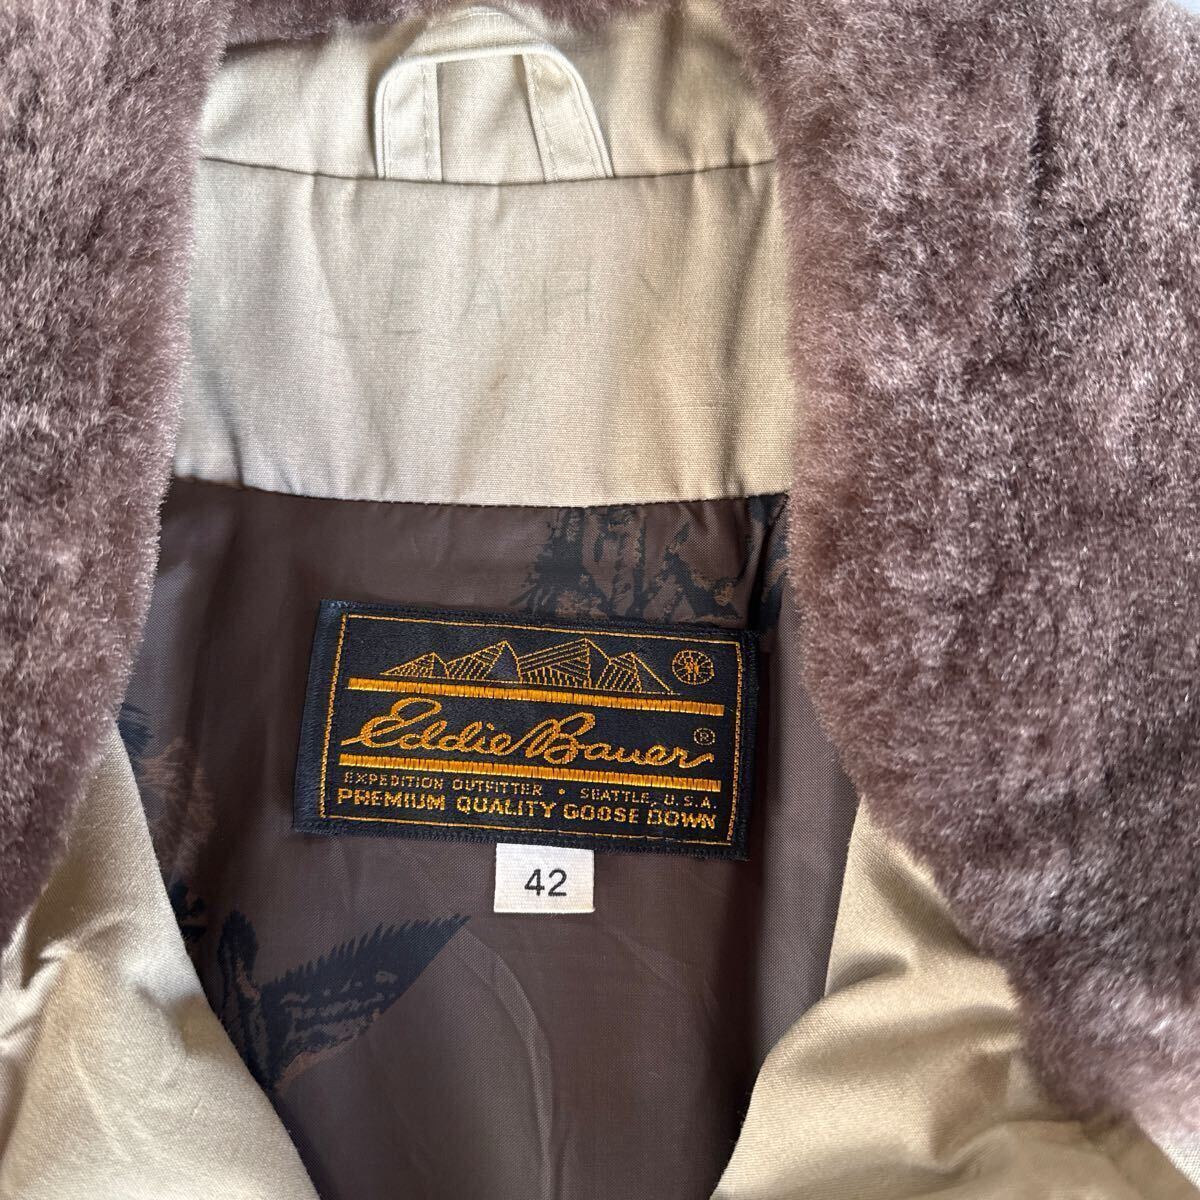 Eddie Bauer ®
EXPEDITION OUTFITTER • SEATTLE, U.S.A.
PREMIUM QUALITY GOOSE DOWN
42